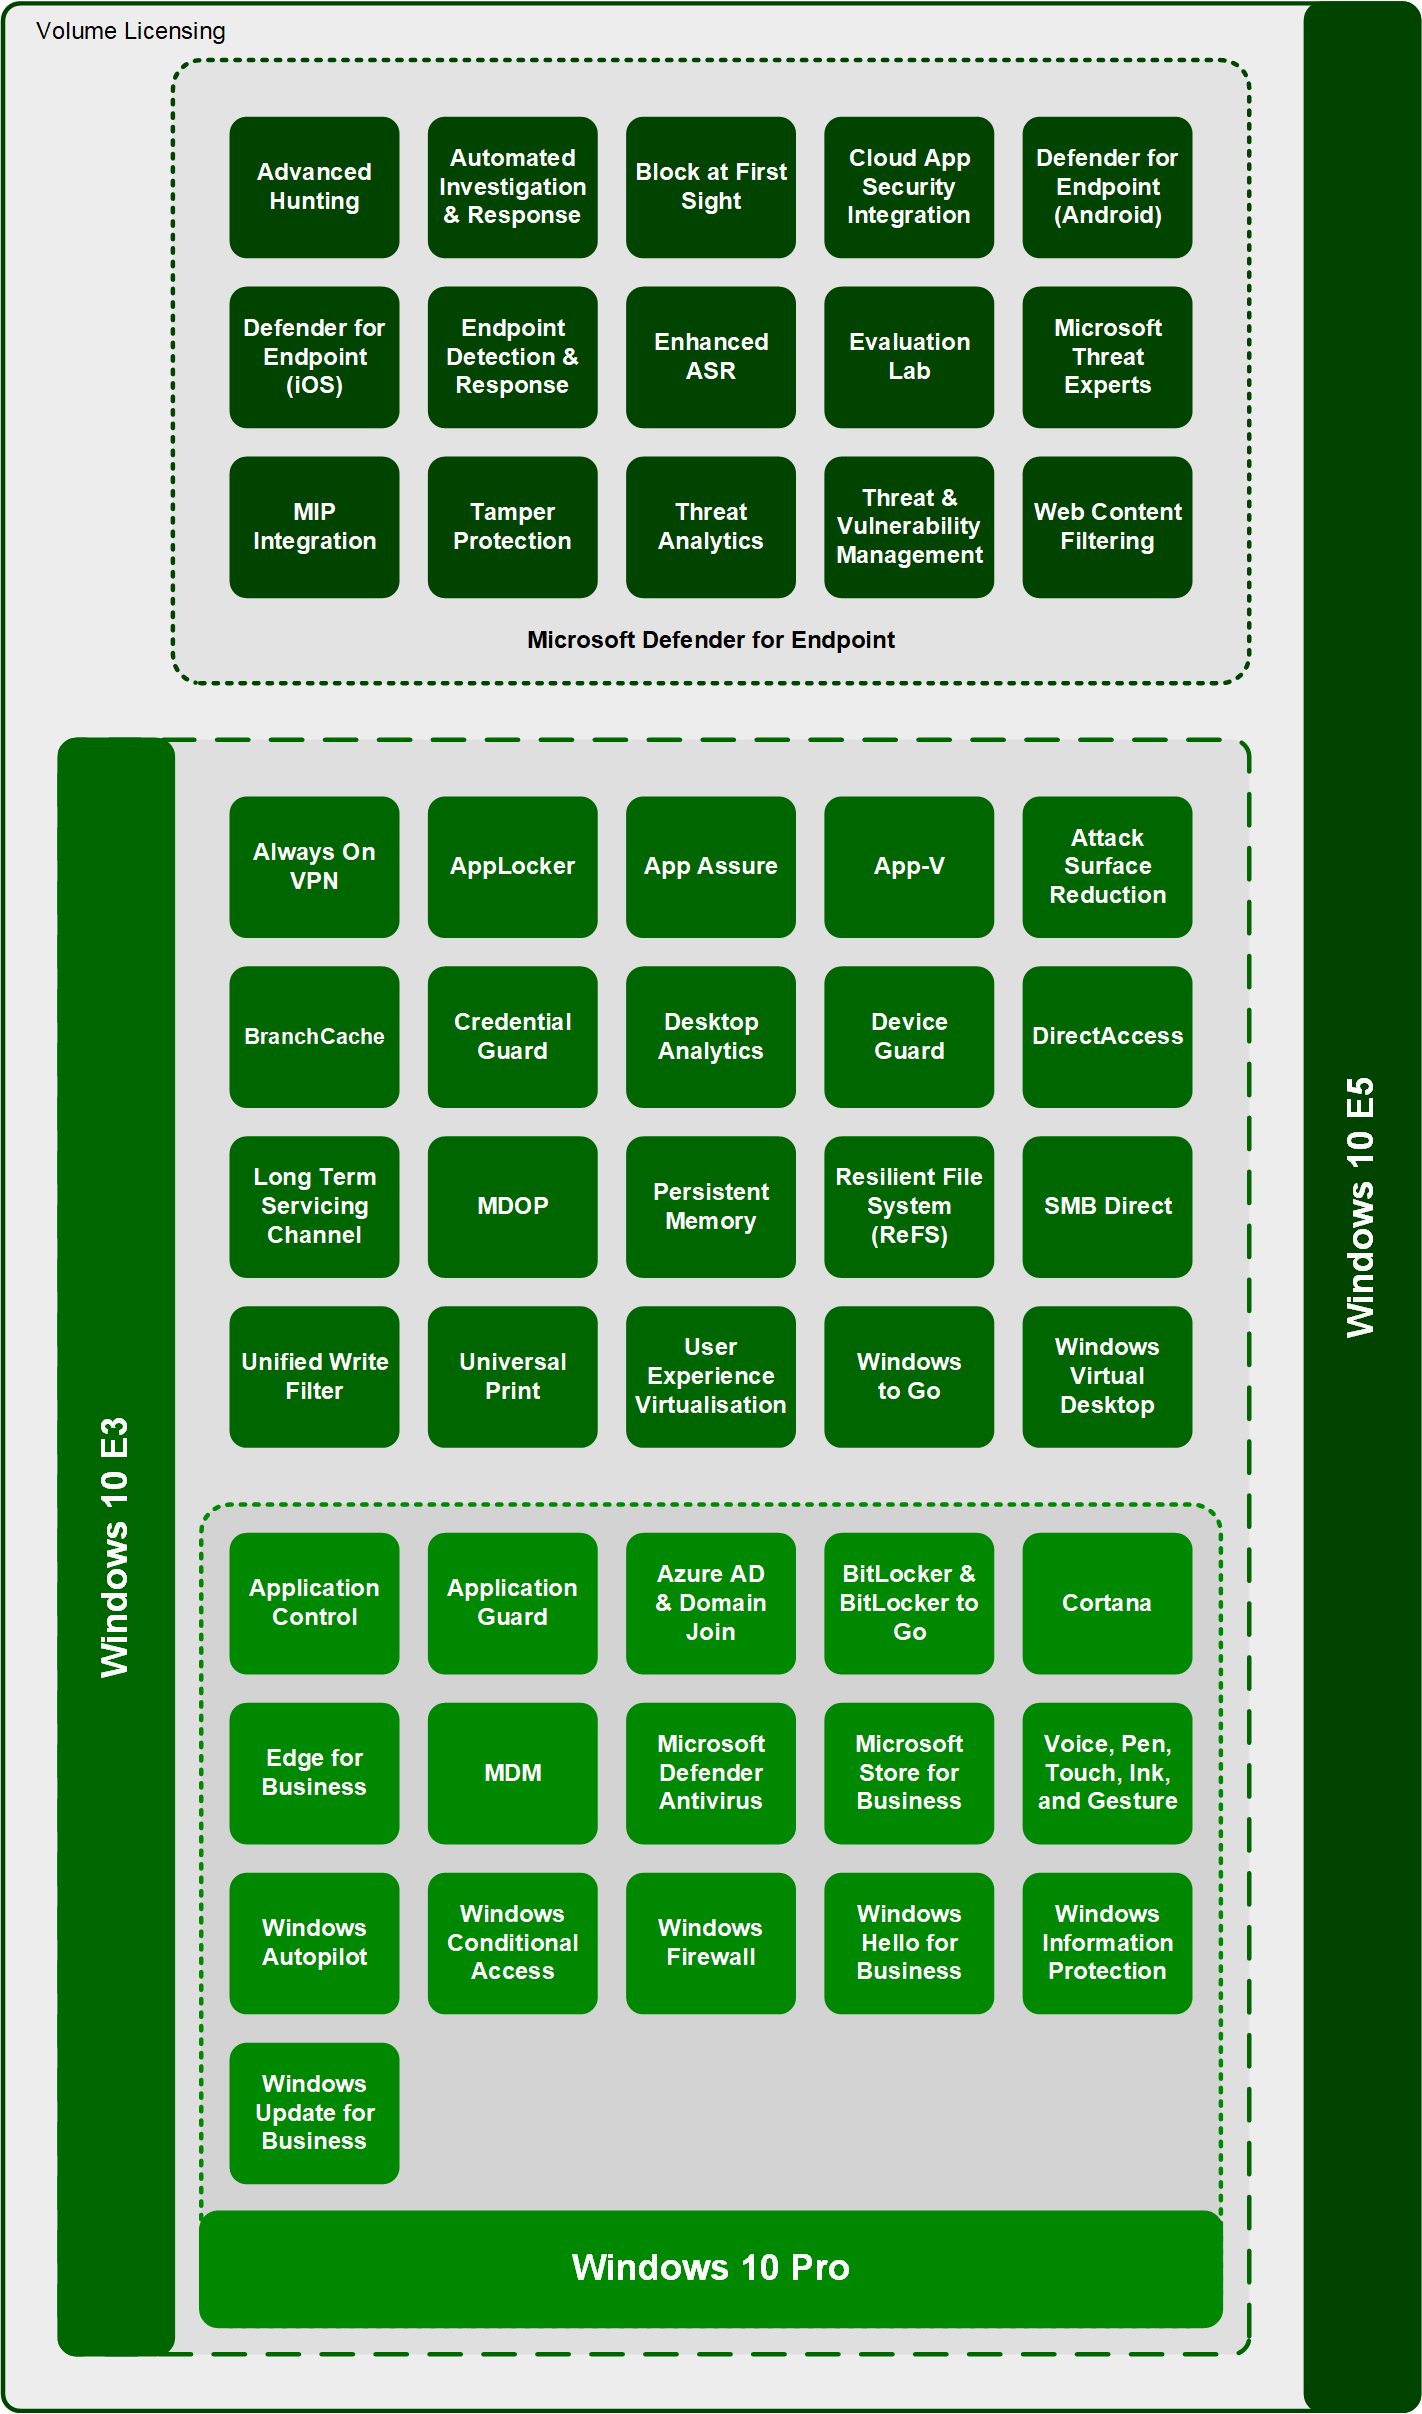 Volume Licensing
Advanced
Hunting
Automated
Investigation
& Response
Block at First
Sight
Cloud App
Security
Integration
Defender for
Endpoint
(Android)
Defender for
Endpoint
(iOS)
Endpoint
Detection &
Response
Enhanced
ASR
Evaluation
Lab
Microsoft
Threat
Experts
MIP
Integration
Tamper
Protection
Threat
Analytics
Threat &
Vulnerability
Management
Web Content
Filtering
Microsoft Defender for Endpoint
Always On
VPN
AppLocker
App Assure
App-V
Attack
Surface
Reduction
BranchCache
Credential
Guard
Desktop
Analytics
Device
Guard
DirectAccess
Long Term
Servicing
Channel
MDOP
Persistent
Memory
Resilient File
System
(ReFS)
SMB Direct
Unified Write
Filter
Universal
Print
User
Experience
Virtualisation
Windows
to Go
Windows
Virtual
Desktop
Application
Control
Application
Guard
Azure AD
& Domain
Join
BitLocker &
BitLocker to
Go
Cortana
Edge for
Business
MDM
Microsoft
Defender
Antivirus
Microsoft
Store for
Business
Voice, Pen,
Touch, Ink,
and Gesture
Windows
Autopilot
Windows
Conditional
Access
Windows
Firewall
Windows
Hello for
Business
Windows
Information
Protection
Windows
Update for
Business
Windows 10 Pro
Windows 10 E3
Windows 10 E5